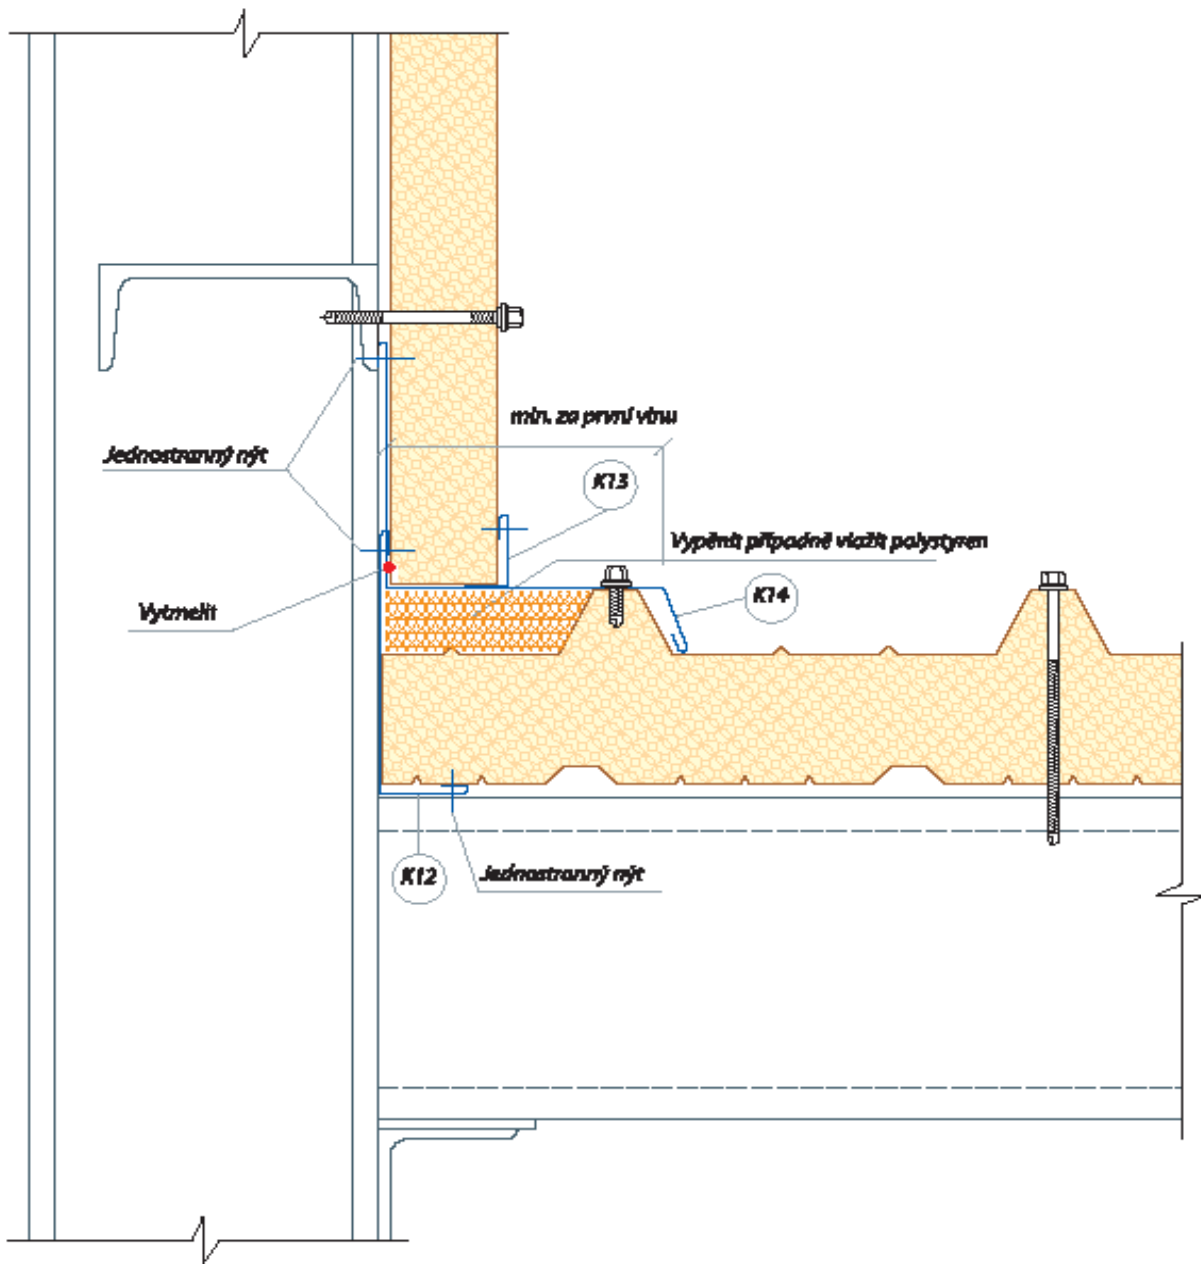 min. za první vlnu
Jednostranný nýt
K13
Vypěnit případně vložit polystyren
K14
Vytmelit
K12
Jednostranný nýt